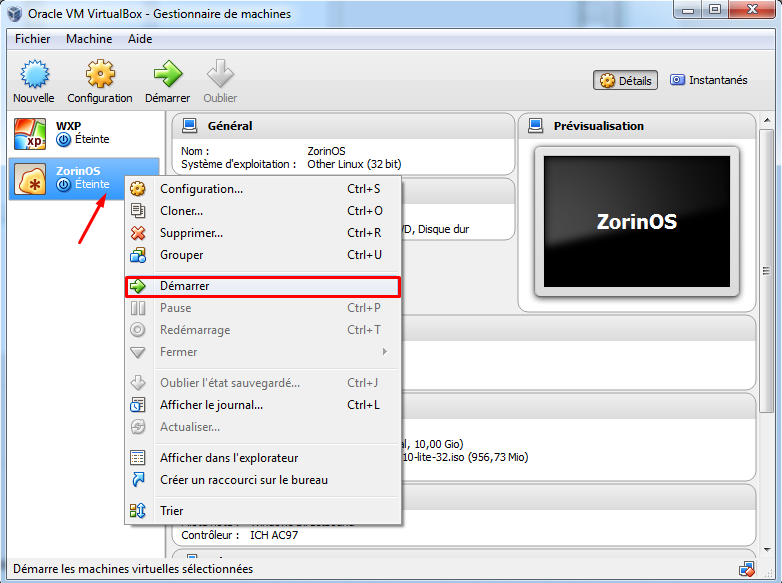 Oracle VM VirtualBox - Gestionnaire de machines
Fichier Machine Aide
Nouvelle Configuration Démarrer Oublier
Détails Instantanés
WXP
Éteinte
ZorinOS
Éteinte
Général
Nom : ZorinOS
Système d'exploitation : Other Linux (32 bit)
Prévisualisation
ZorinOS
Configuration... Ctrl+S
Cloner... Ctrl+O
Supprimer... Ctrl+R
Grouper Ctrl+U
Démarrer
Pause Ctrl+P
Redémarrage Ctrl+T
Fermer
Oublier l'état sauvegardé... Ctrl+J
Afficher le journal... Ctrl+L
Actualiser...
Afficher dans l'explorateur
Créer un raccourci sur le bureau
Trier
Disque dur
10,00 Gio)
10-lite-32.iso (956,73 Mio)
Contrôleur : ICH AC97
Démarre les machines virtuelles sélectionnées